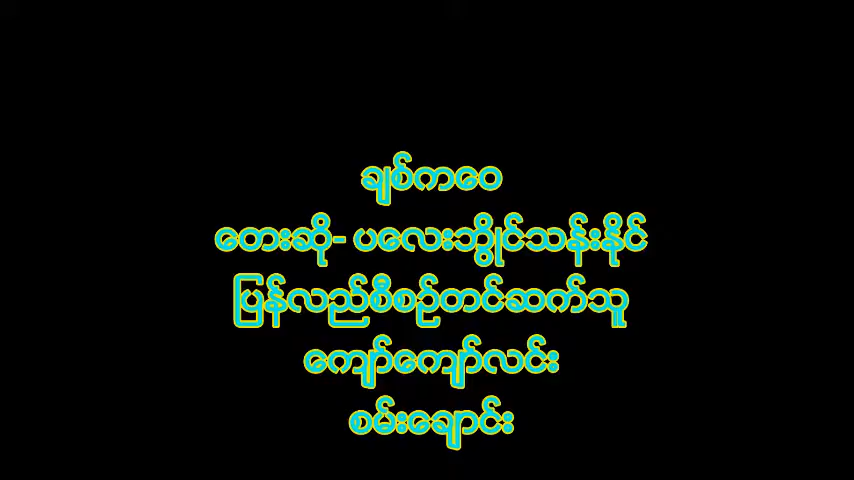 ချစ်ကဝေ
တေးဆို- ပလေးဘွိုင်သန်းနိုင်
ပြန်လည်စီစဉ်တင်ဆက်သူ
ကျော်ကျော်လင်း
စမ်းချောင်း